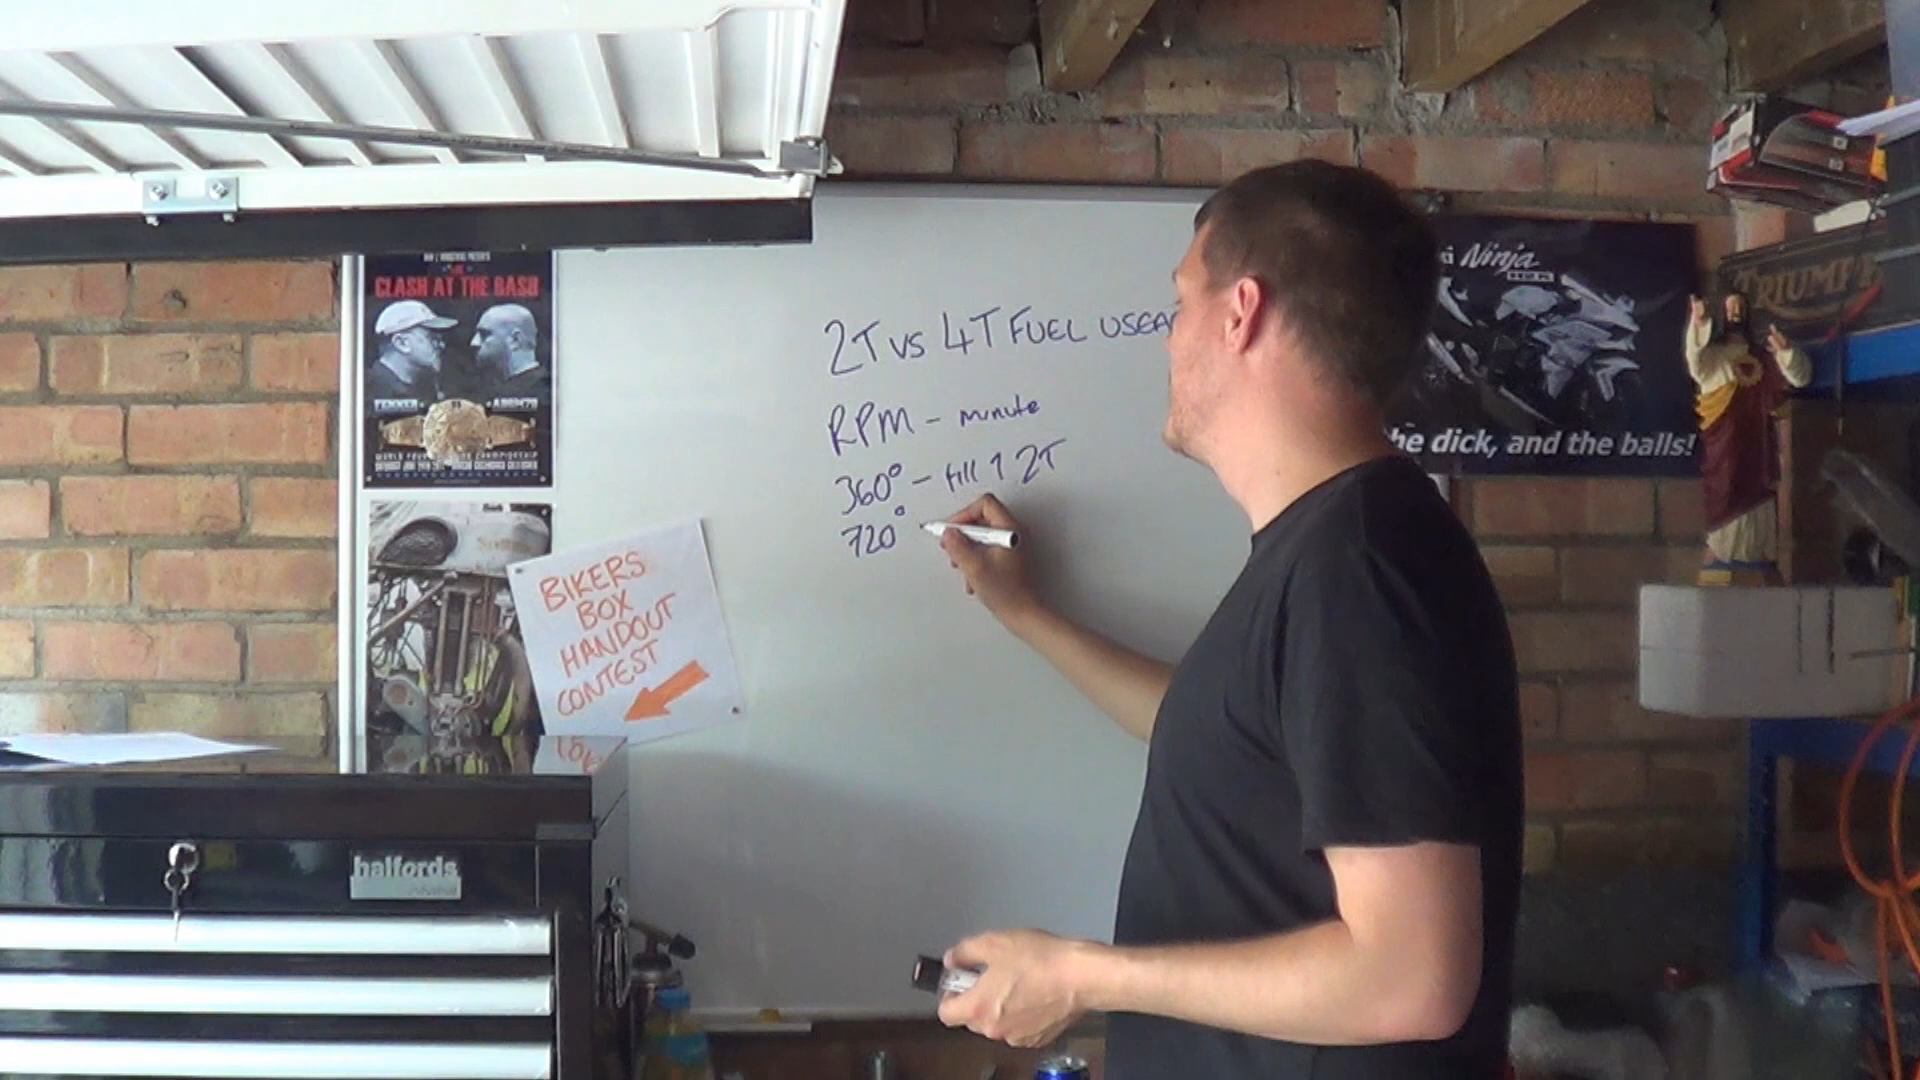 CLASH AT THE BASH
FENNER
2T VS 4T FUEL USEA
RPM - minute
360° - fill 1 2T
720°
BIKERS
BOX
HANDOUT
CONTEST
halfords
Ninja
he dick, and the balls!
TRIUMPH